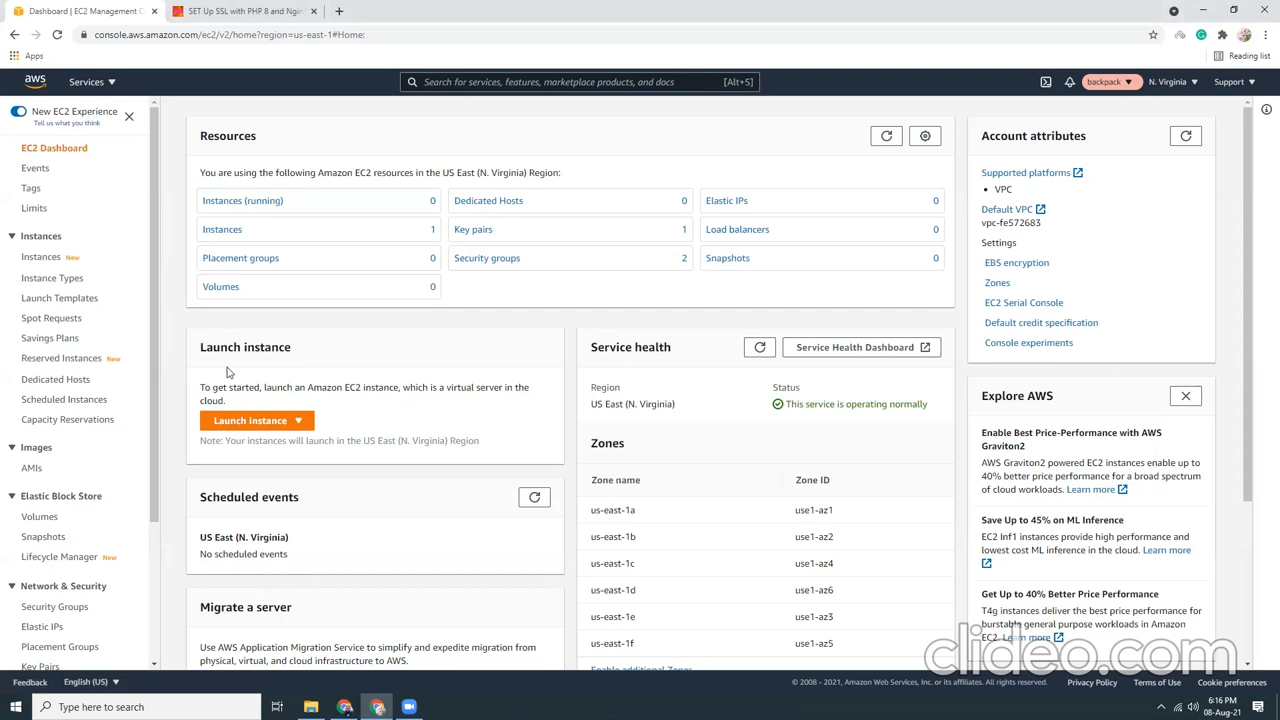 Dashboard | EC2 Management C
SET Up SSL with PHP 8 and Ngin
console.aws.amazon.com/ec2/v2/home?region=us-east-1#Home:
Apps
Reading list
aws
Services
Search for services, features, marketplace products, and docs
[Alt+S]
backpack
N. Virginia
Support
New EC2 Experience
Tell us what you think
EC2 Dashboard
Events
Tags
Limits
Instances
Instances New
Instance Types
Launch Templates
Spot Requests
Savings Plans
Reserved Instances New
Dedicated Hosts
Scheduled Instances
Capacity Reservations
Images
AMIs
Elastic Block Store
Volumes
Snapshots
Lifecycle Manager New
Network & Security
Security Groups
Elastic IPs
Placement Groups
Key Pairs
Resources
You are using the following Amazon EC2 resources in the US East (N. Virginia) Region:
Instances (running) 0
Dedicated Hosts 0
Elastic IPs 0
Instances 1
Key pairs 1
Load balancers 0
Placement groups 0
Security groups 2
Snapshots 0
Volumes 0
Launch instance
To get started, launch an Amazon EC2 instance, which is a virtual server in the
cloud.
Launch instance
Note: Your instances will launch in the US East (N. Virginia) Region
Scheduled events
US East (N. Virginia)
No scheduled events
Migrate a server
Use AWS Application Migration Service to simplify and expedite migration from
physical, virtual, and cloud infrastructure to AWS.
Service health
Service Health Dashboard
Region
Status
US East (N. Virginia)
This service is operating normally
Zones
Zone name
Zone ID
us-east-1a
use1-az1
us-east-1b
use1-az2
us-east-1c
use1-az4
us-east-1d
use1-az6
us-east-1e
use1-az3
us-east-1f
use1-az5
Enable additional Zones
Account attributes
Supported platforms
VPC
Default VPC
vpc-fe572683
Settings
EBS encryption
Zones
EC2 Serial Console
Default credit specification
Console experiments
Explore AWS
Enable Best Price-Performance with AWS
Graviton2
AWS Graviton2 powered EC2 instances enable up to
40% better price performance for a broad spectrum
of cloud workloads. Learn more
Save Up to 45% on ML Inference
EC2 Inf1 instances provide high performance and
lowest cost ML inference in the cloud. Learn more
Get Up to 40% Better Price Performance
T4g instances deliver the best price performance for
burstable general purpose workloads in Amazon
EC2. Learn more
clideo.com
Feedback
English (US)
© 2008 - 2021, Amazon Web Services, Inc. or its affiliates. All rights reserved.
Privacy Policy
Terms of Use
Cookie preferences
Type here to search
6:16 PM
08-Aug-21